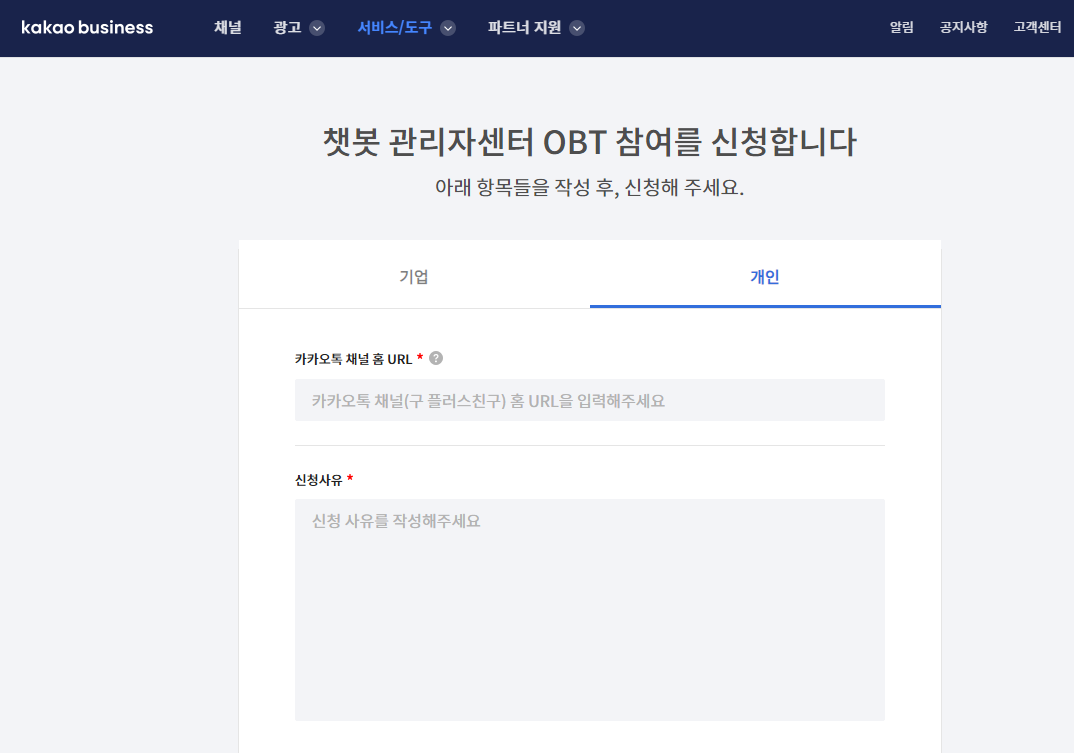 kakao business 채널 광고 서비스/도구 파트너 지원 알림 공지사항 고객센터
챗봇 관리자센터 OBT 참여를 신청합니다
아래 항목들을 작성 후, 신청해 주세요.
기업 개인
카카오톡 채널 홈 URL * ?
카카오톡 채널(구 플러스친구) 홈 URL을 입력해주세요
신청사유 *
신청 사유를 작성해주세요